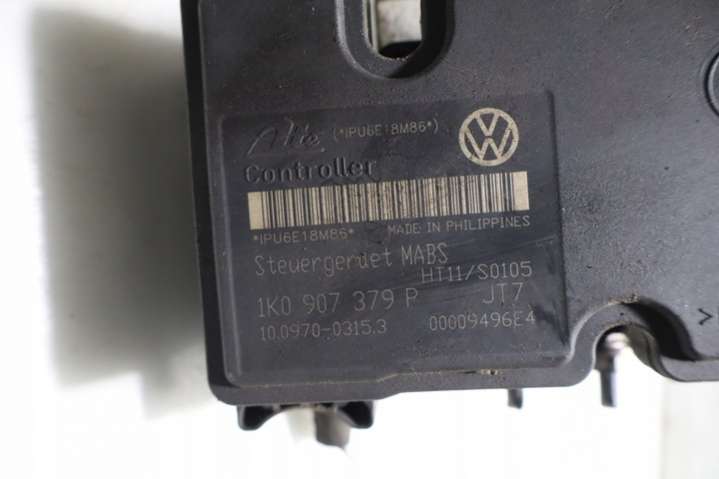 Ate (*IPU6E18M86*)
Controller
*IPU6E18M86* MADE IN PHILIPPINES
Steuergerdet MABS
HT11/S0105
1K0 907 379 P JT7
10.0970-0315.3 00009496E4